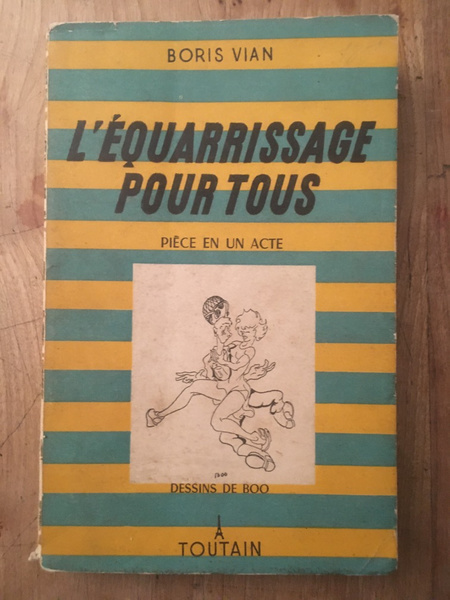 BORIS VIAN
L'ÉQUARRISSAGE
POUR TOUS
PIÈCE EN UN ACTE
DESSINS DE BOO
TOUTAIN